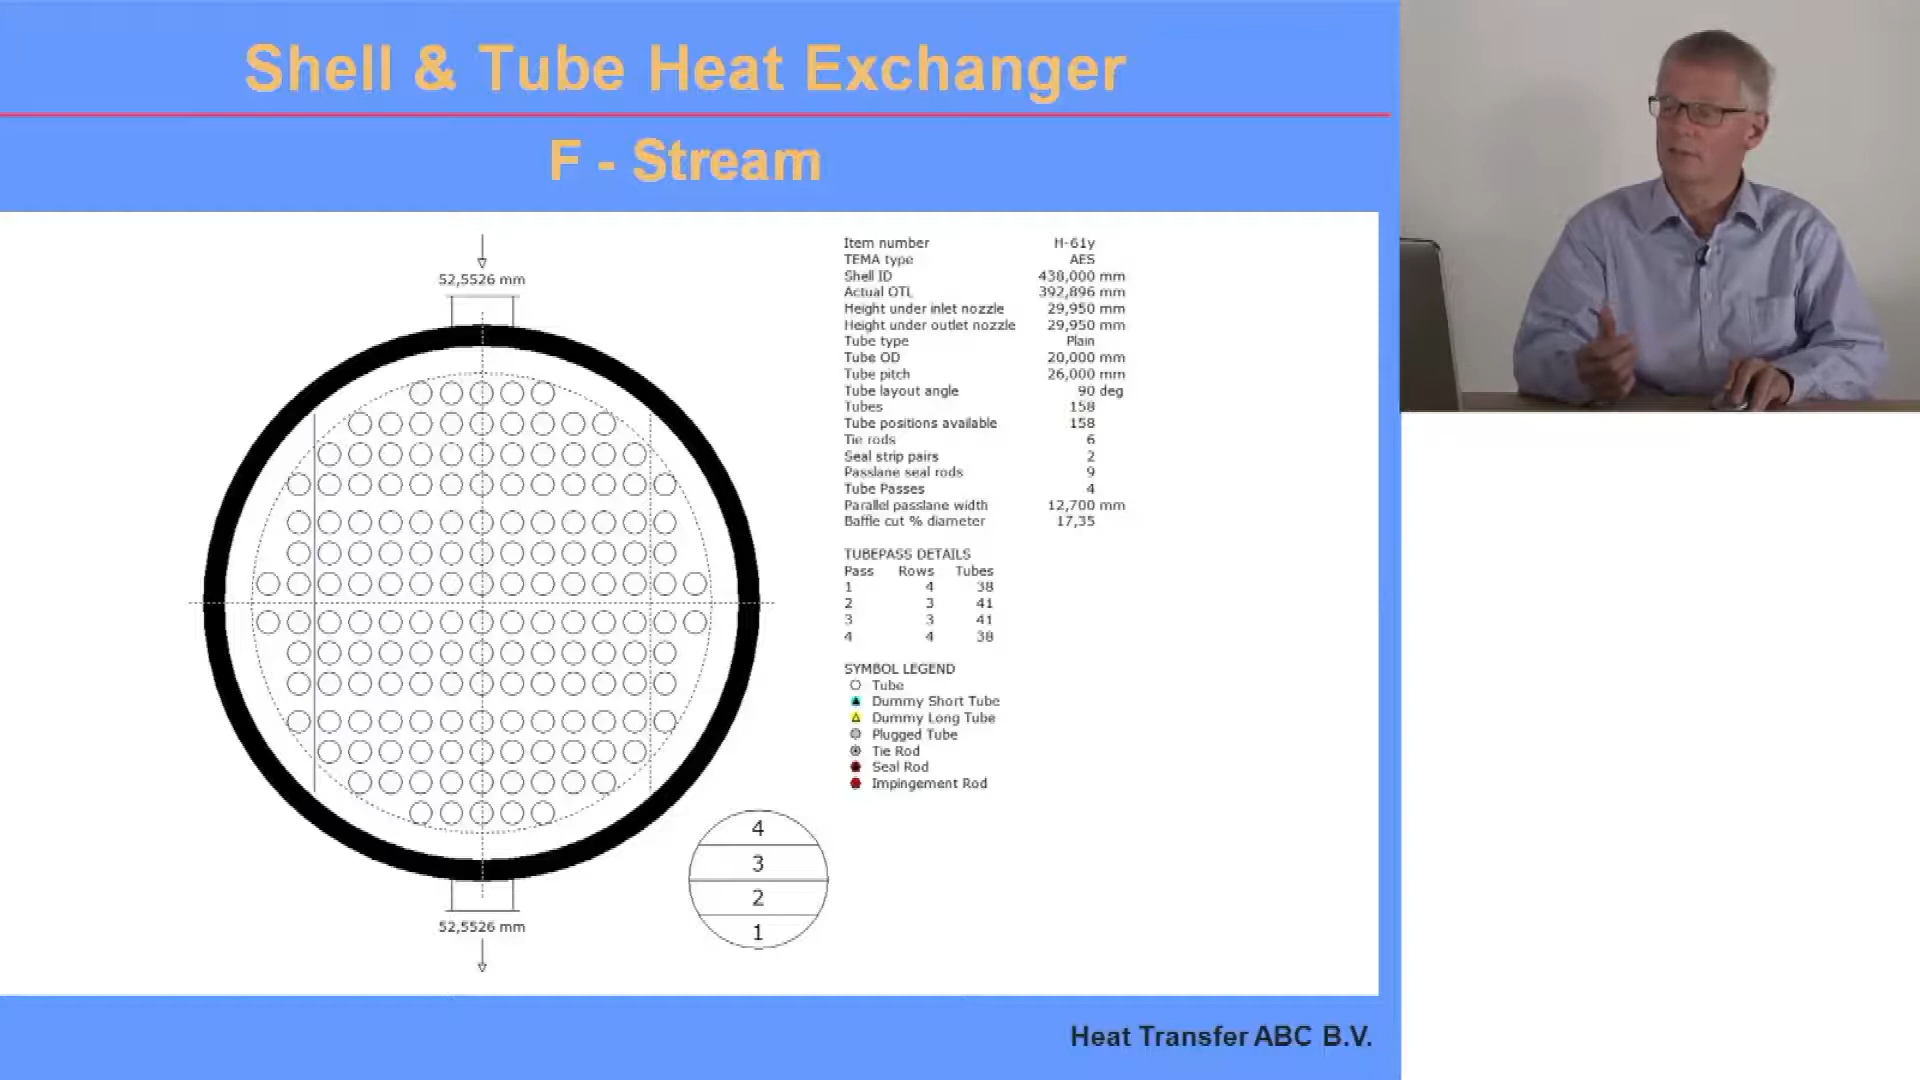 Shell & Tube Heat Exchanger
F - Stream
52,5526 mm
Item number H-61y
TEMA type AES
Shell ID 438,000 mm
Actual OTL 392,896 mm
Height under inlet nozzle 29,950 mm
Height under outlet nozzle 29,950 mm
Tube type Plain
Tube OD 20,000 mm
Tube pitch 26,000 mm
Tube layout angle 90 deg
Tubes 158
Tube positions available 158
Tie rods 6
Seal strip pairs 2
Passlane seal rods 9
Tube Passes 4
Parallel passlane width 12,700 mm
Baffle cut % diameter 17,35
TUBEPASS DETAILS
Pass Rows Tubes
1 4 38
2 3 41
3 3 41
4 4 38
SYMBOL LEGEND
Tube
Dummy Short Tube
Dummy Long Tube
Plugged Tube
Tie Rod
Seal Rod
Impingement Rod
4
3
2
1
52,5526 mm
Heat Transfer ABC B.V.